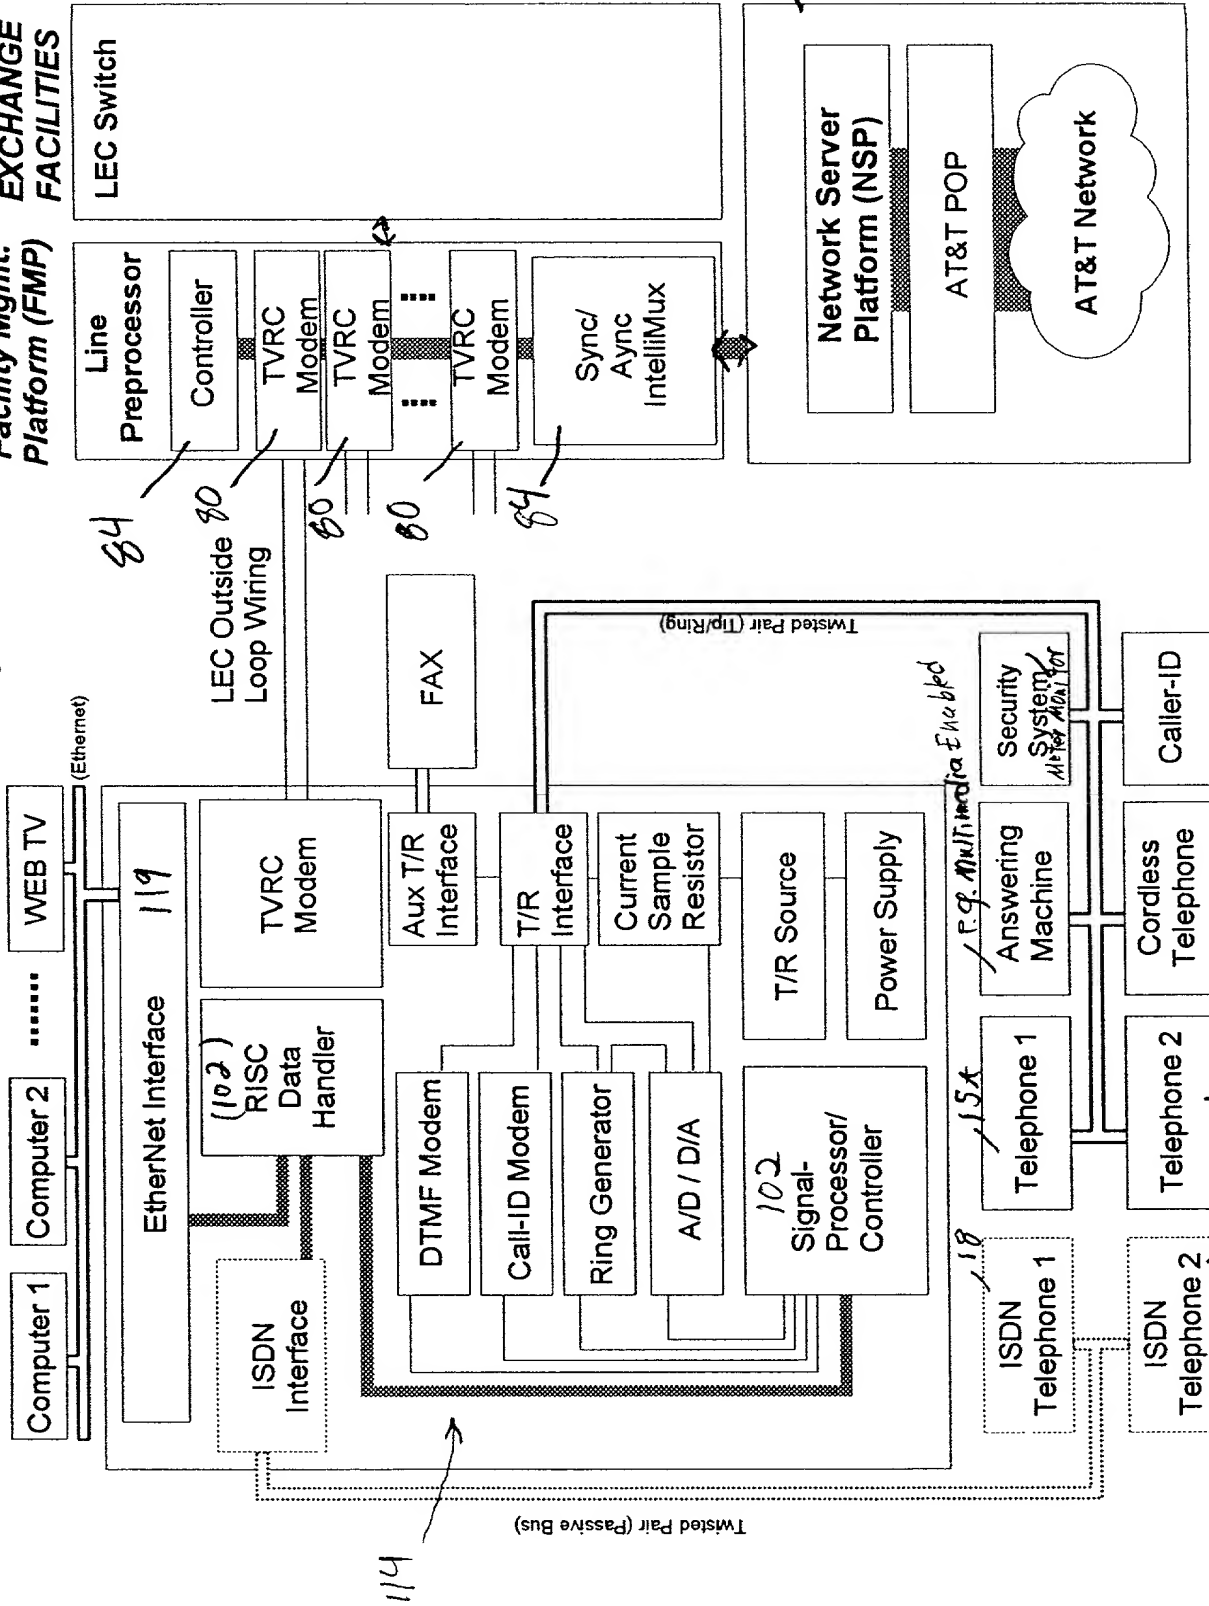 EXCHANGE
FACILITIES
Platform (FMP)
LEC Switch
Line
Preprocessor
Controller
TVRC
Modem
TVRC
Modem
TVRC
Modem
Sync/
Aync
IntelliMux
84
80
80
80
84
Network Server
Platform (NSP)
AT&T POP
AT&T Network
LEC Outside
Loop Wiring
FAX
Computer 1
Computer 2
WEB TV
(Ethernet)
EtherNet Interface 119
(102)
RISC
Data
Handler
TVRC
Modem
ISDN
Interface
Aux T/R
Interface
T/R
Interface
Current
Sample
Resistor
T/R Source
Power Supply
DTMF Modem
Call-ID Modem
Ring Generator
A/D / D/A
102
Signal-
Processor/
Controller
114
Twisted Pair (Passive Bus)
Twisted Pair (Tip/Ring)
18
ISDN
Telephone 1
ISDN
Telephone 2
15A
Telephone 1
Telephone 2
Multimedia Enabled
Answering
Machine
Cordless
Telephone
Security
System/
Meter Monitor
Caller-ID